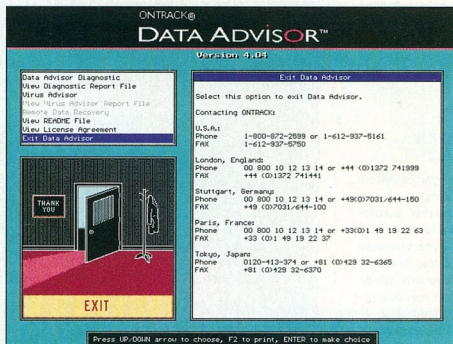 ONTRACK®
DATA ADVISOR™
Version 4.04
Data Advisor Diagnostic
View Diagnostic Report File
Virus Advisor
View Virus Advisor Report File
Remote Data Recovery
View README File
View License Agreement
Exit Data Advisor
THANK
YOU
EXIT
Exit Data Advisor
Select this option to exit Data Advisor.
Contacting ONTRACK:
U.S.A.:
Phone 1-800-872-2599 or 1-612-937-5161
FAX 1-612-937-5750
London, England:
Phone 00 800 10 12 13 14 or +44 (0)1372 741999
FAX +44 (0)1372 741441
Stuttgart, Germany:
Phone 00 800 10 12 13 14 or +49(0)7031/644-150
FAX +49 (0)7031/644-100
Paris, France:
Phone 00 800 10 12 13 14 or +33(0)1 49 19 22 63
FAX +33 (0)1 49 19 22 37
Tokyo, Japan:
Phone 0120-413-374 or +81 (0)429 32-6365
FAX +81 (0)429 32-6370
Press UP/DOWN arrow to choose, F2 to print, ENTER to make choice